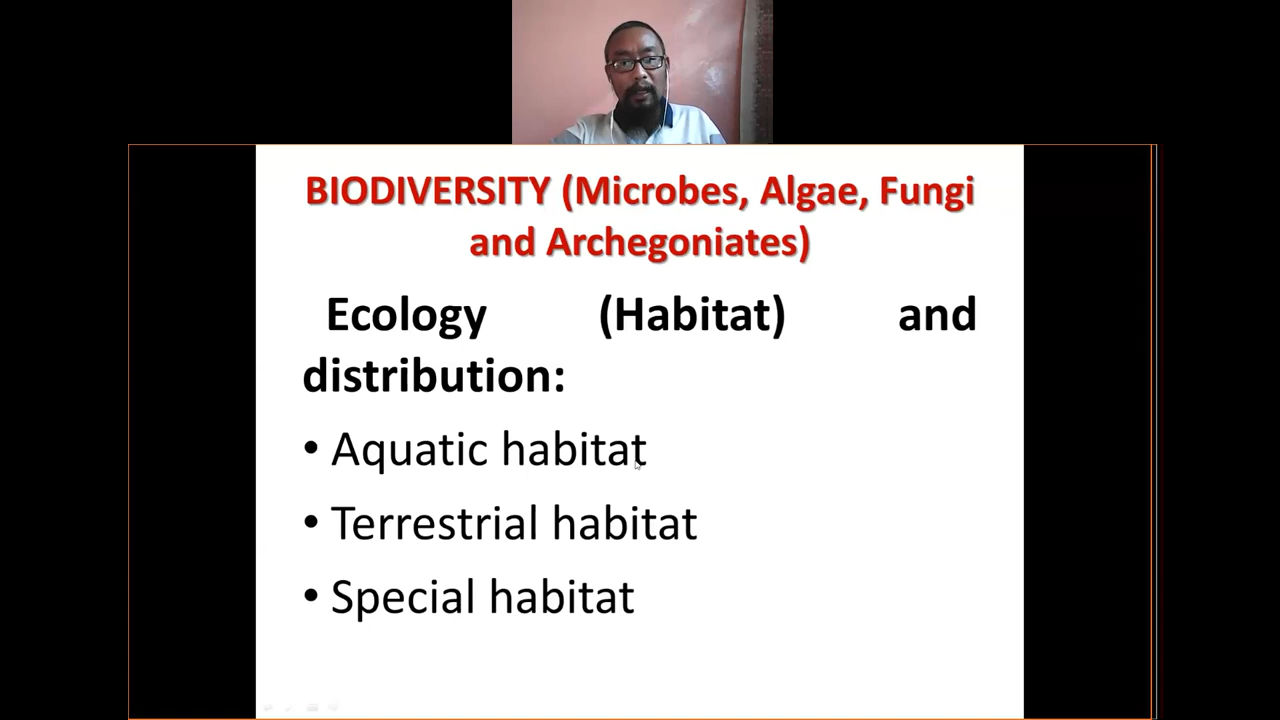 BIODIVERSITY (Microbes, Algae, Fungi
and Archegoniates)
Ecology (Habitat) and
distribution:
• Aquatic habitat
• Terrestrial habitat
• Special habitat